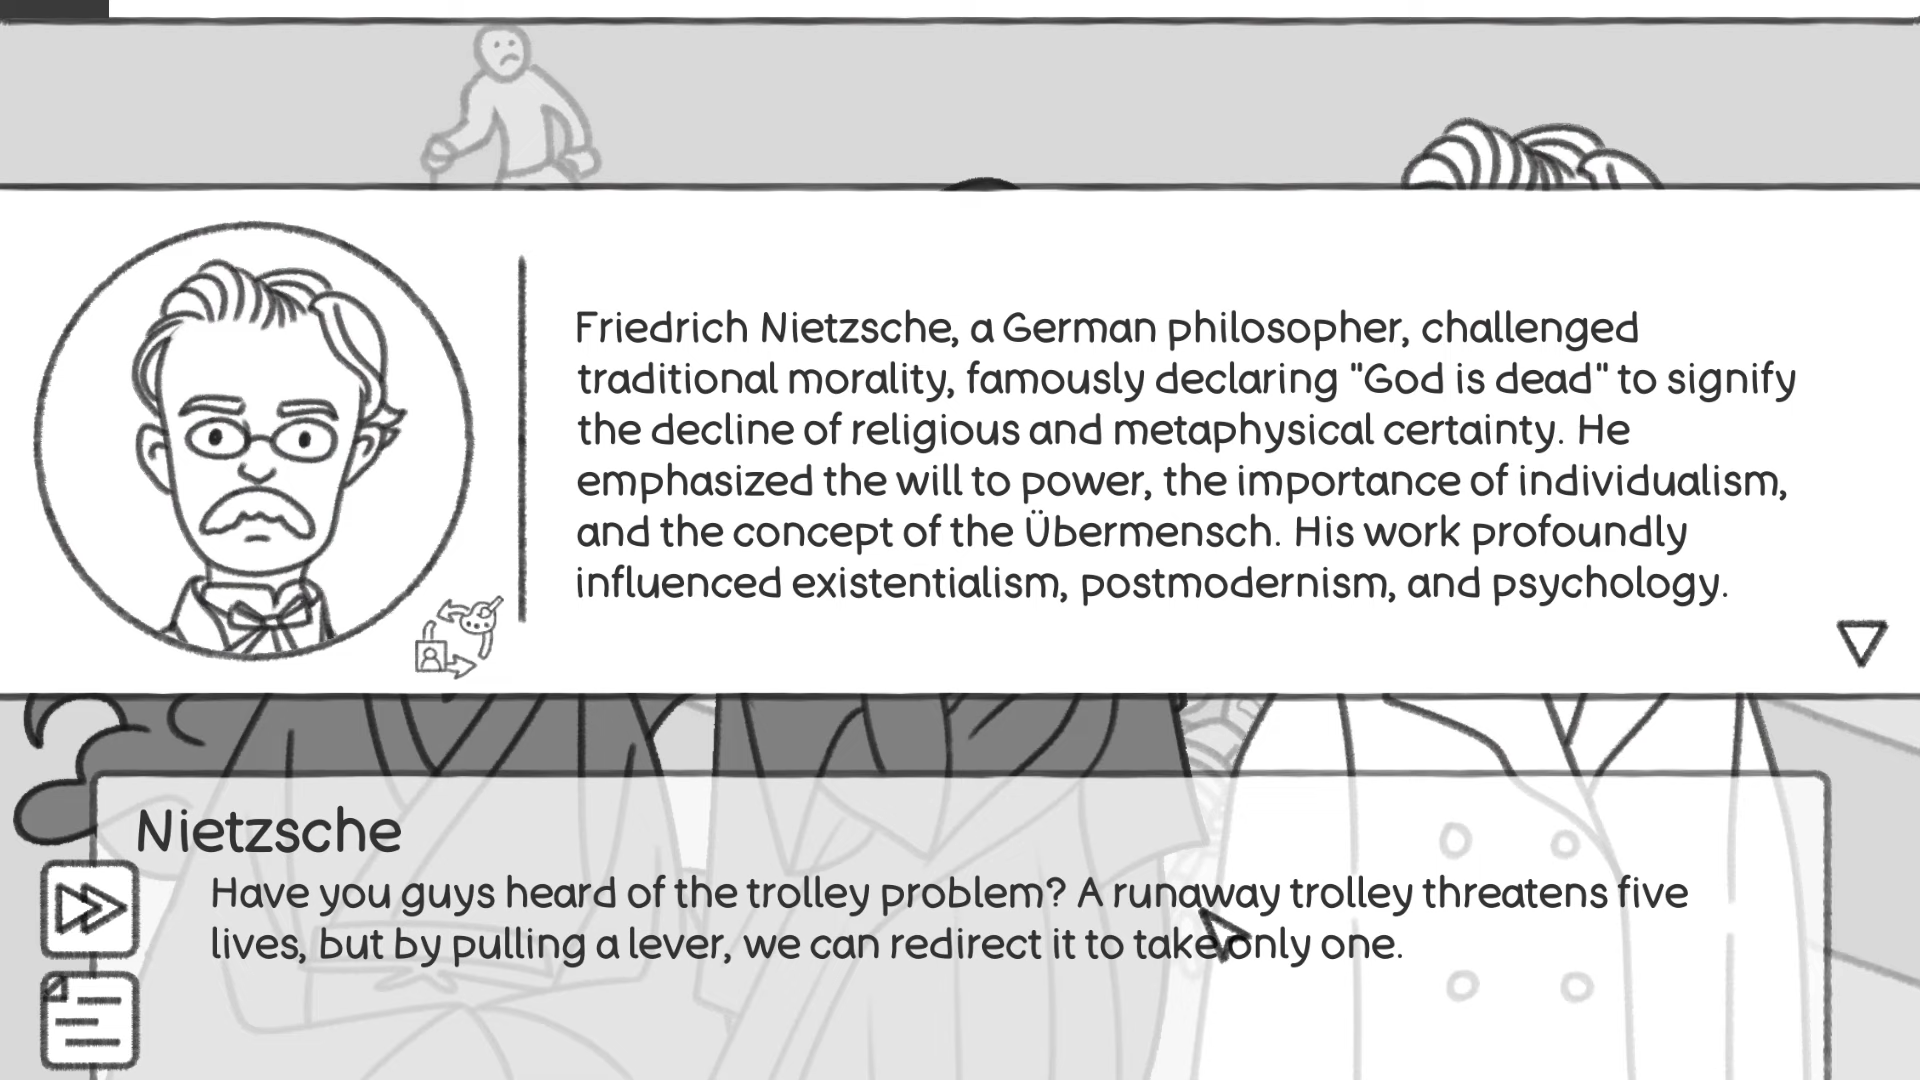 Friedrich Nietzsche, a German philosopher, challenged
traditional morality, famously declaring "God is dead" to signify
the decline of religious and metaphysical certainty. He
emphasized the will to power, the importance of individualism,
and the concept of the Übermensch. His work profoundly
influenced existentialism, postmodernism, and psychology.
Nietzsche
Have you guys heard of the trolley problem? A runaway trolley threatens five
lives, but by pulling a lever, we can redirect it to take only one.